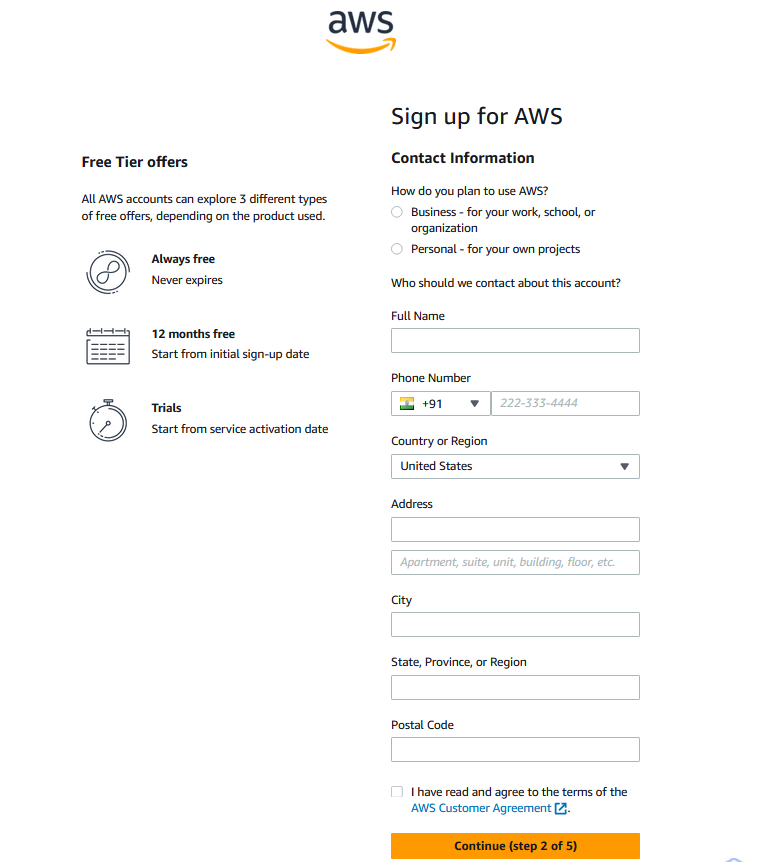 aws
Sign up for AWS
Free Tier offers
All AWS accounts can explore 3 different types
of free offers, depending on the product used.
Always free
Never expires
12 months free
Start from initial sign-up date
Trials
Start from service activation date
Contact Information
How do you plan to use AWS?
Business - for your work, school, or
organization
Personal - for your own projects
Who should we contact about this account?
Full Name
Phone Number
+91
222-333-4444
Country or Region
United States
Address
Apartment, suite, unit, building, floor, etc.
City
State, Province, or Region
Postal Code
I have read and agree to the terms of the
AWS Customer Agreement.
Continue (step 2 of 5)